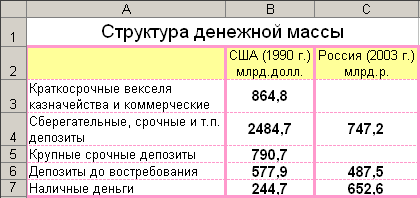 A B C
1 Структура денежной массы
США (1990 г.) Россия (2003 г.)
2 млрд.долл. млрд.р.
Краткосрочные векселя
3 казначейства и коммерческие 864,8
Сберегательные, срочные и т.п.
4 депозиты 2484,7 747,2
5 Крупные срочные депозиты 790,7
6 Депозиты до востребования 577,9 487,5
7 Наличные деньги 244,7 652,6